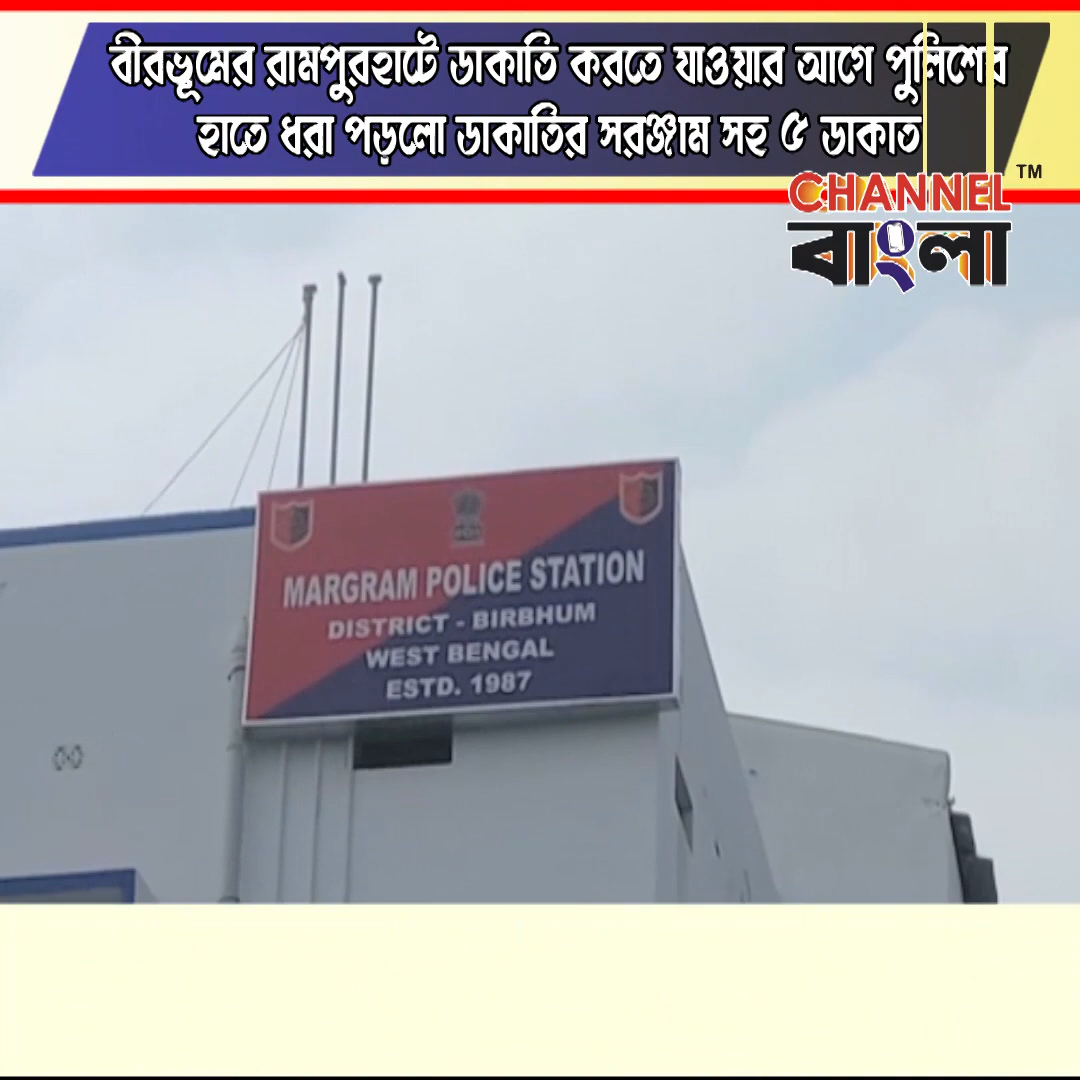 বীরভূমের রামপুরহাটে ডাকাতি করতে যাওয়ার আগে পুলিশের
হাতে ধরা পড়লো ডাকাতির সরঞ্জাম সহ ৫ ডাকাত
TM
CHANNEL
বাংলা
MARGRAM POLICE STATION
DISTRICT - BIRBHUM
WEST BENGAL
ESTD. 1987